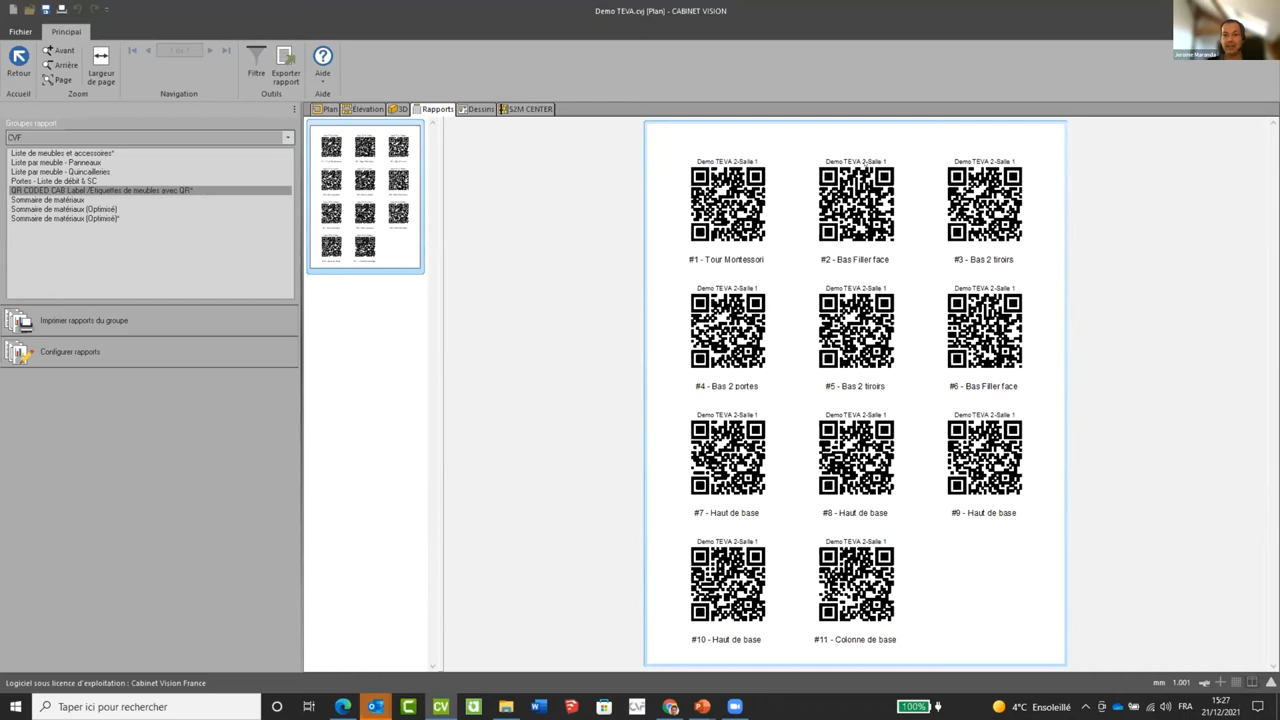 Demo TEVA.cvj [Plan] - CABINET VISION
Fichier
Principal
Retour
Avant
Arrière
Page
Largeur
de page
1 de 1
Filtre
Exporter
rapport
Aide
Accueil
Zoom
Navigation
Outils
Aide
Jerome Maranda
Groupes rapport
CVF
Liste de meubles et accessoires*
Liste par meuble - Panneaux
Liste par meuble - Quincailleries
Portes - Liste de débit & SC
QR CODED CAB Label /Etiquettes de meubles avec QR*
Sommaire de matériaux
Sommaire de matériaux (Optimisé)
Sommaire de matériaux (Optimisé)*
Imprimer rapports du groupe
Configurer rapports
Plan
Élévation
3D
Rapports
Dessins
S2M CENTER
Demo TEVA 2-Salle 1
Demo TEVA 2-Salle 1
Demo TEVA 2-Salle 1
#1 - Tour Montessori
#2 - Bas Filler face
#3 - Bas 2 tiroirs
Demo TEVA 2-Salle 1
Demo TEVA 2-Salle 1
Demo TEVA 2-Salle 1
#4 - Bas 2 portes
#5 - Bas 2 tiroirs
#6 - Bas Filler face
Demo TEVA 2-Salle 1
Demo TEVA 2-Salle 1
Demo TEVA 2-Salle 1
#7 - Haut de base
#8 - Haut de base
#9 - Haut de base
Demo TEVA 2-Salle 1
Demo TEVA 2-Salle 1
#10 - Haut de base
#11 - Colonne de base
Logiciel sous licence d'exploitation : Cabinet Vision France
mm
1.001
Taper ici pour rechercher
100%
4°C Ensoleillé
FRA
15:27
21/12/2021